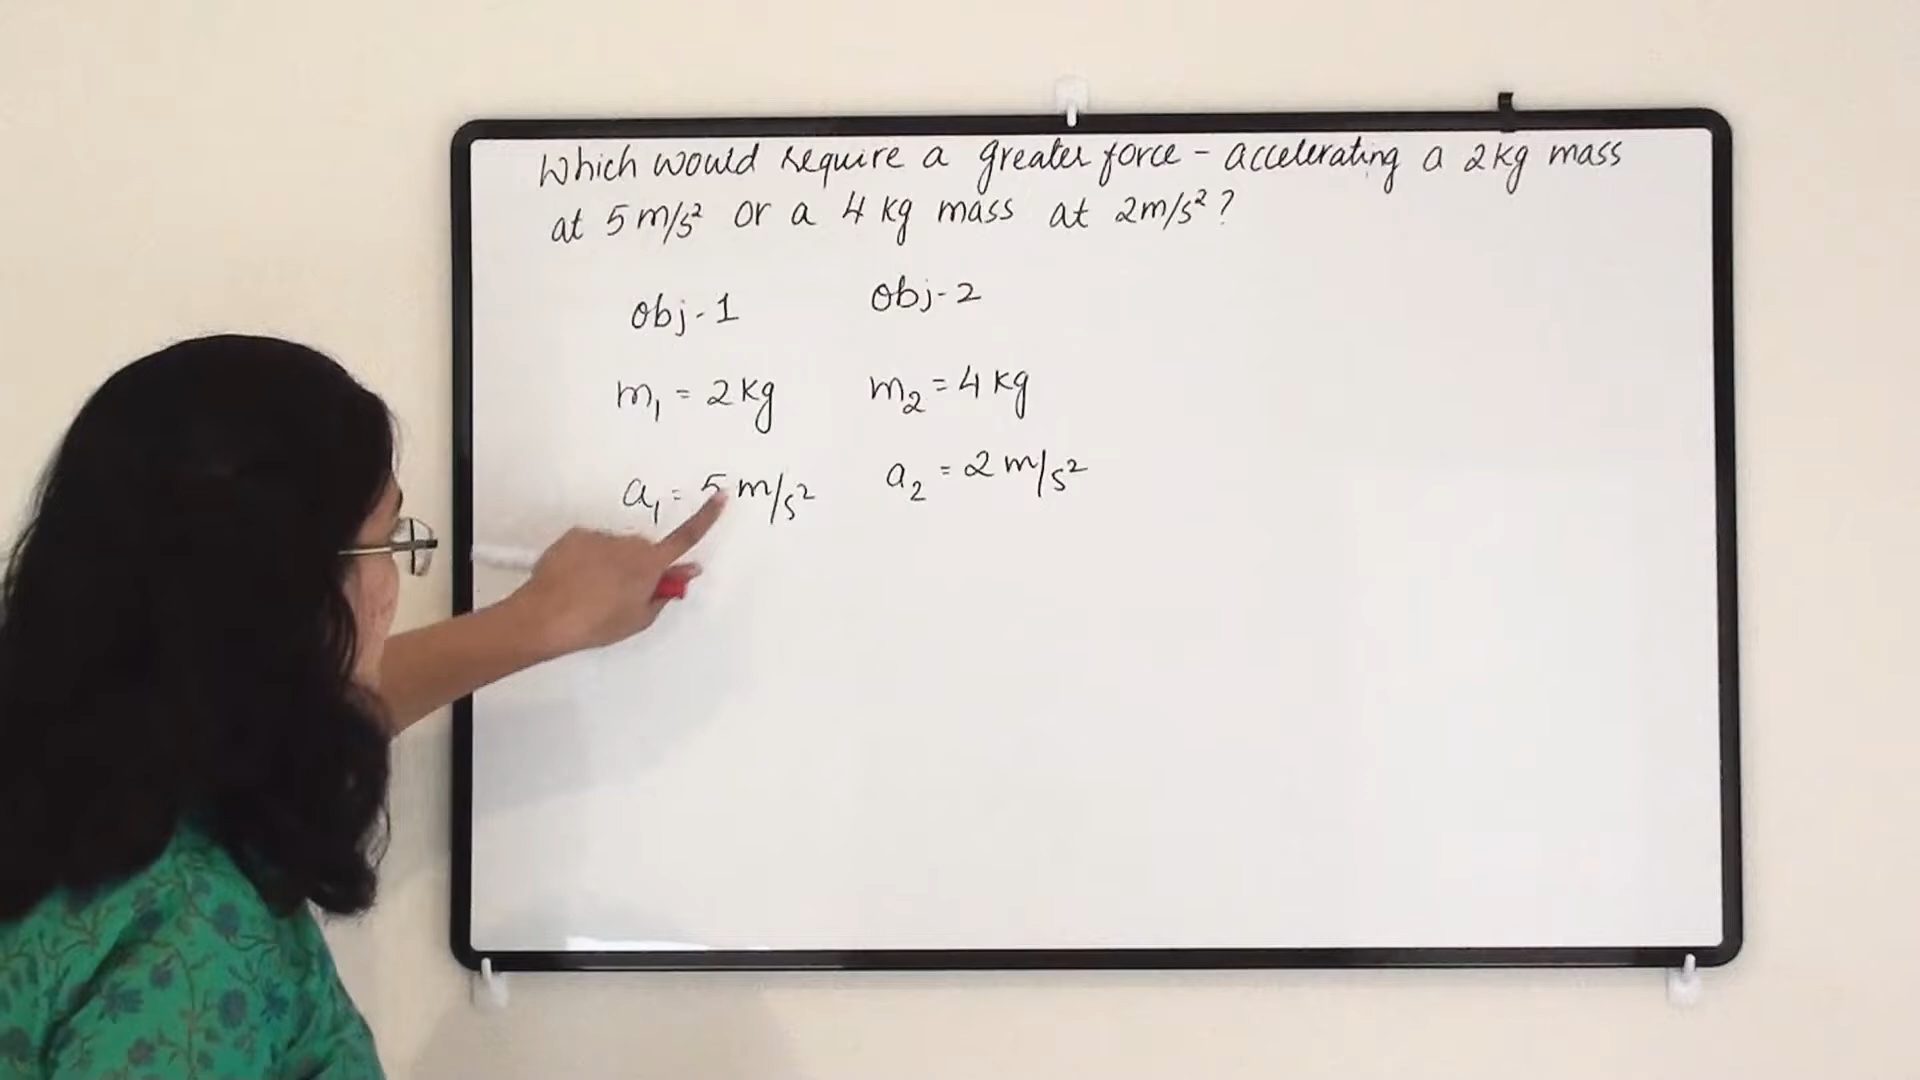 Which would require a greater force - accelerating a 2kg mass
at 5 m/s² or a 4 kg mass at 2m/s² ?
obj-1 obj-2
m₁ = 2 kg m₂ = 4 kg
a₁ = 5 m/s² a₂ = 2 m/s²